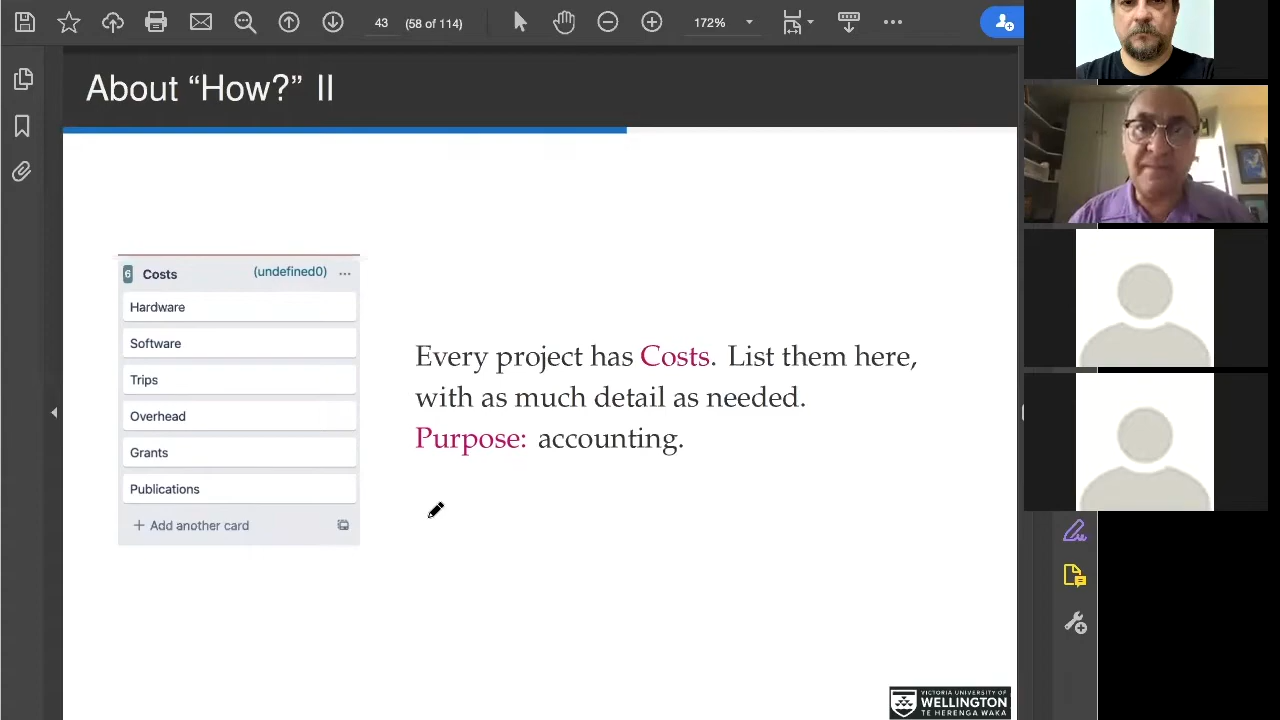 43 (58 of 114) 172%
About “How?” II
6 Costs (undefined0) ...
Hardware
Software
Trips
Overhead
Grants
Publications
+ Add another card
Every project has Costs. List them here,
with as much detail as needed.
Purpose: accounting.
VICTORIA UNIVERSITY OF
WELLINGTON
TE HERENGA WAKA